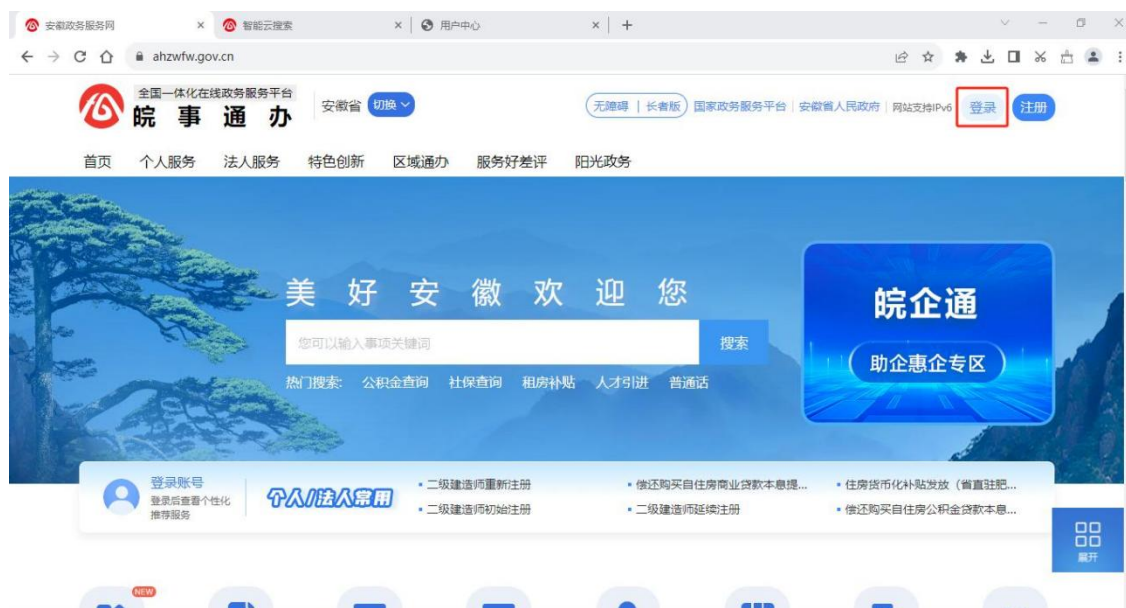 安徽政务服务网 智能云搜索 用户中心
ahzwfw.gov.cn
全国一体化在线政务服务平台
皖事通办
安徽省 切换
无障碍 | 长者版 国家政务服务平台 安徽省人民政府 网站支持IPv6 登录 注册
首页 个人服务 法人服务 特色创新 区域通办 服务好差评 阳光政务
美好安徽欢迎您
您可以输入事项关键词 搜索
热门搜索: 公积金查询 社保查询 租房补贴 人才引进 普通话
皖企通
助企惠企专区
登录账号
登录后查看个性化
推荐服务
个人/法人常用
·二级建造师重新注册 ·偿还购买自住房商业贷款本息提... ·住房货币化补贴发放（省直驻肥...
·二级建造师初始注册 ·二级建造师延续注册 ·偿还购买自住房公积金贷款本息...
展开
NEW